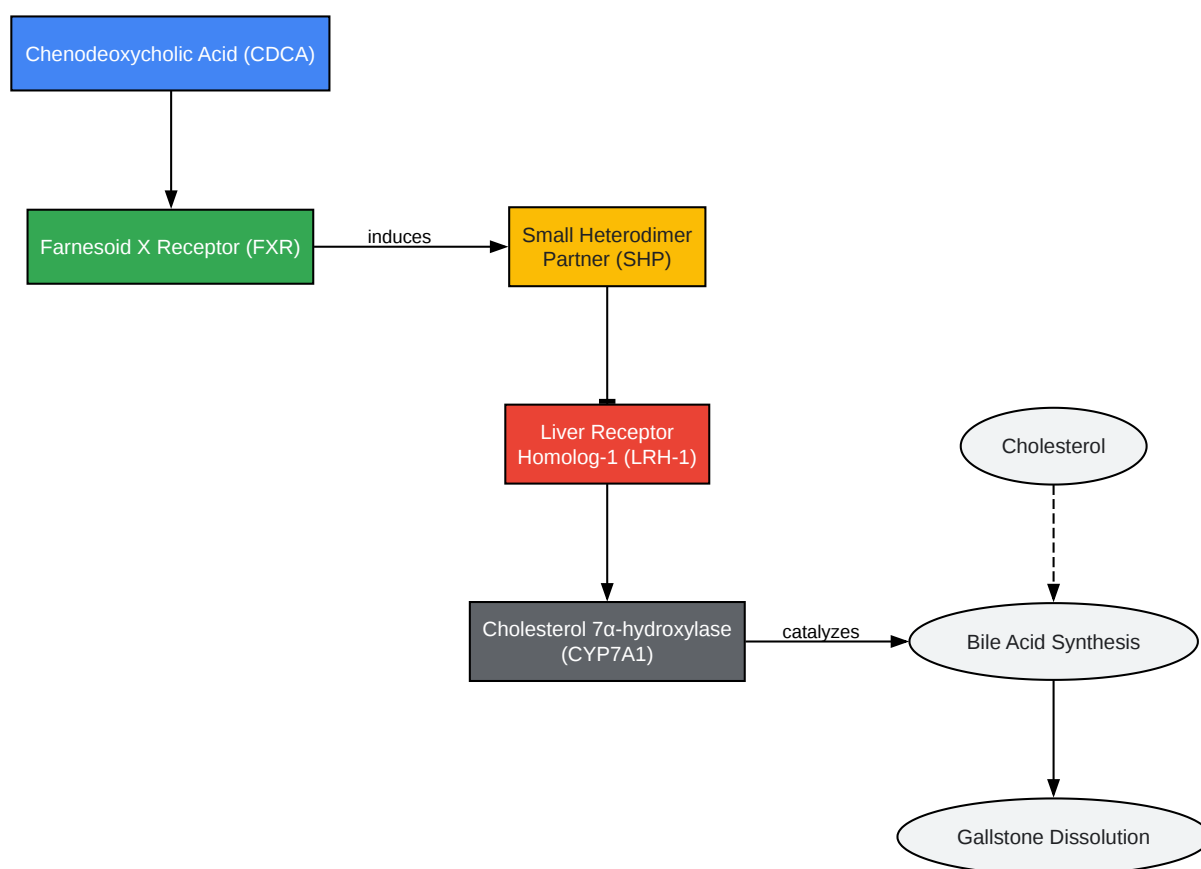 Chenodeoxycholic Acid (CDCA)
Farnesoid X Receptor (FXR)
induces
Small Heterodimer
Partner (SHP)
Liver Receptor
Homolog-1 (LRH-1)
Cholesterol
Cholesterol 7α-hydroxylase
(CYP7A1)
catalyzes
Bile Acid Synthesis
Gallstone Dissolution